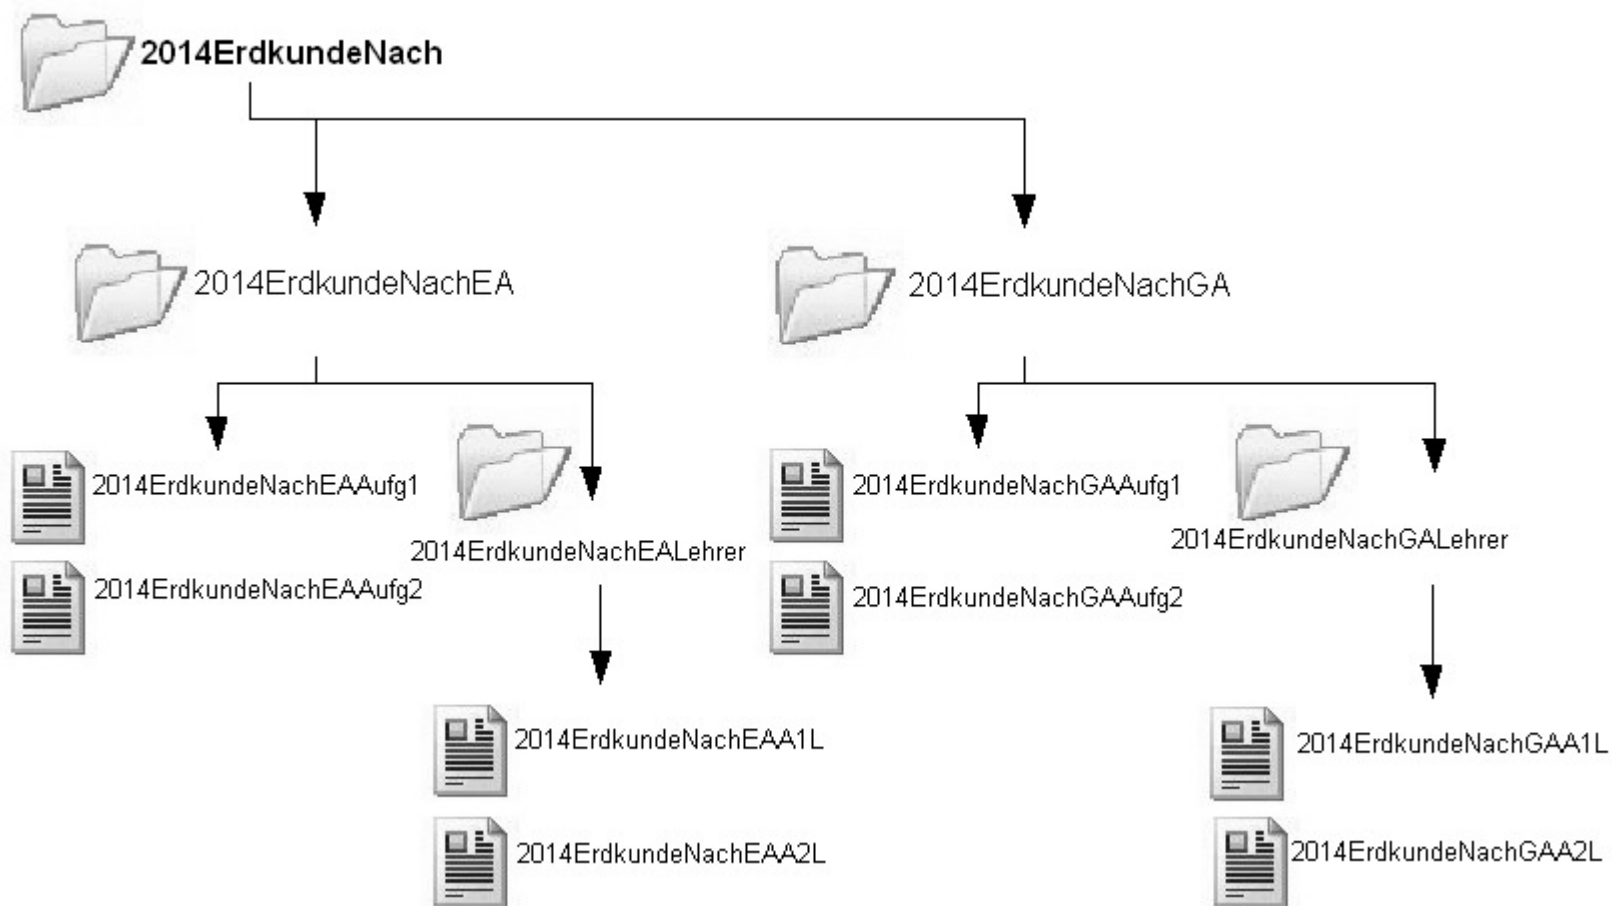 2014ErdkundeNach
2014ErdkundeNachEA
2014ErdkundeNachGA
2014ErdkundeNachEAAufg1
2014ErdkundeNachEAAufg2
2014ErdkundeNachEALehrer
2014ErdkundeNachGAAufg1
2014ErdkundeNachGAAufg2
2014ErdkundeNachGALehrer
2014ErdkundeNachEAA1L
2014ErdkundeNachEAA2L
2014ErdkundeNachGAA1L
2014ErdkundeNachGAA2L